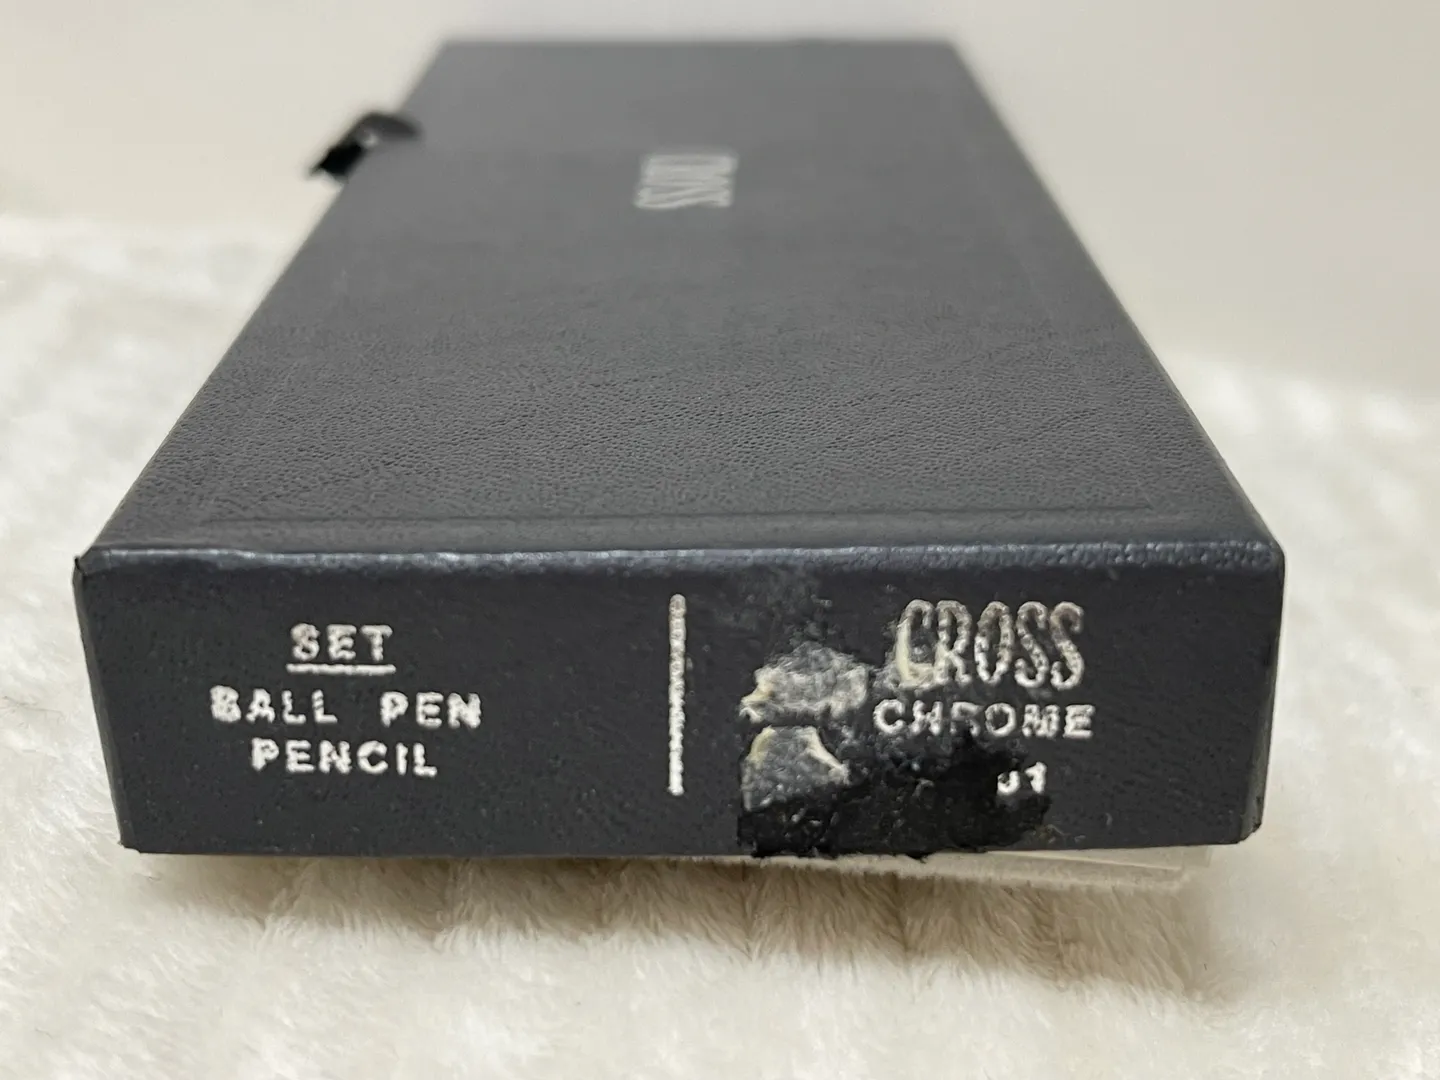 CROSS
SET
BALL PEN
PENCIL
CROSS
CHROME